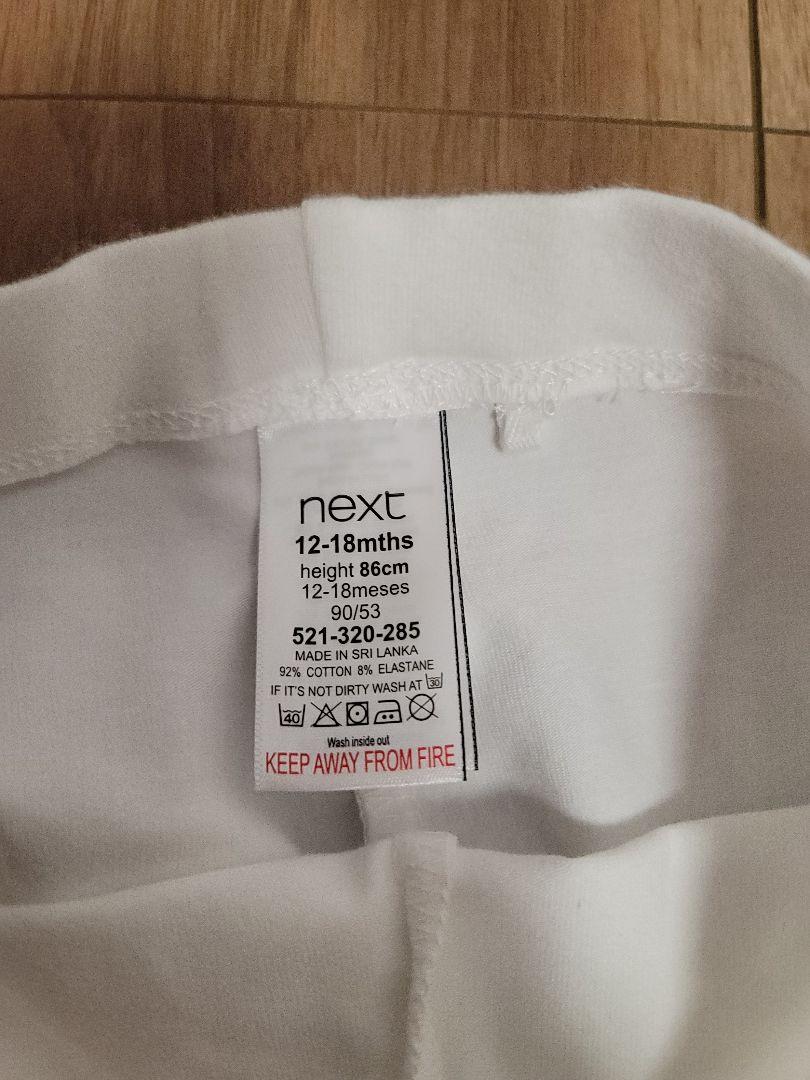 next
12-18mths
height 86cm
12-18meses
90/53
521-320-285
MADE IN SRI LANKA
92% COTTON 8% ELASTANE
IF IT'S NOT DIRTY WASH AT 30
40
Wash inside out
KEEP AWAY FROM FIRE